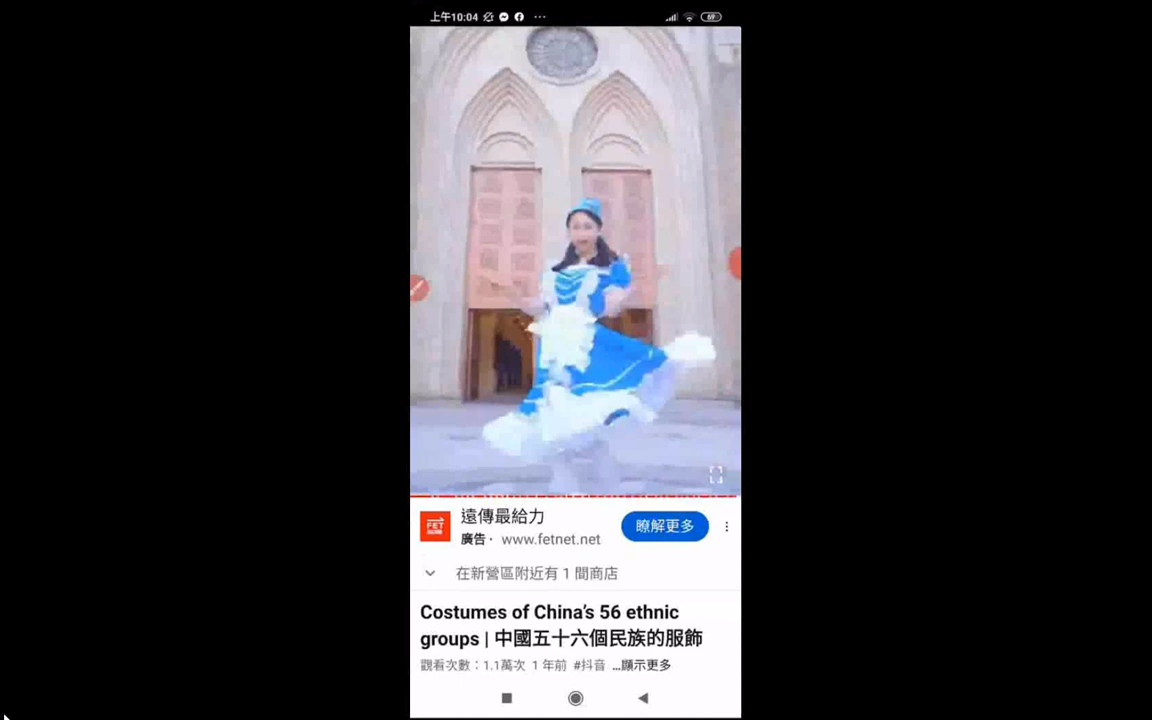 上午10:04
69
FET
遠傳最給力
瞭解更多
廣告 · www.fetnet.net
在新營區附近有 1 間商店
Costumes of China’s 56 ethnic
groups | 中國五十六個民族的服飾
觀看次數：1.1萬次 1 年前 #抖音 ...顯示更多